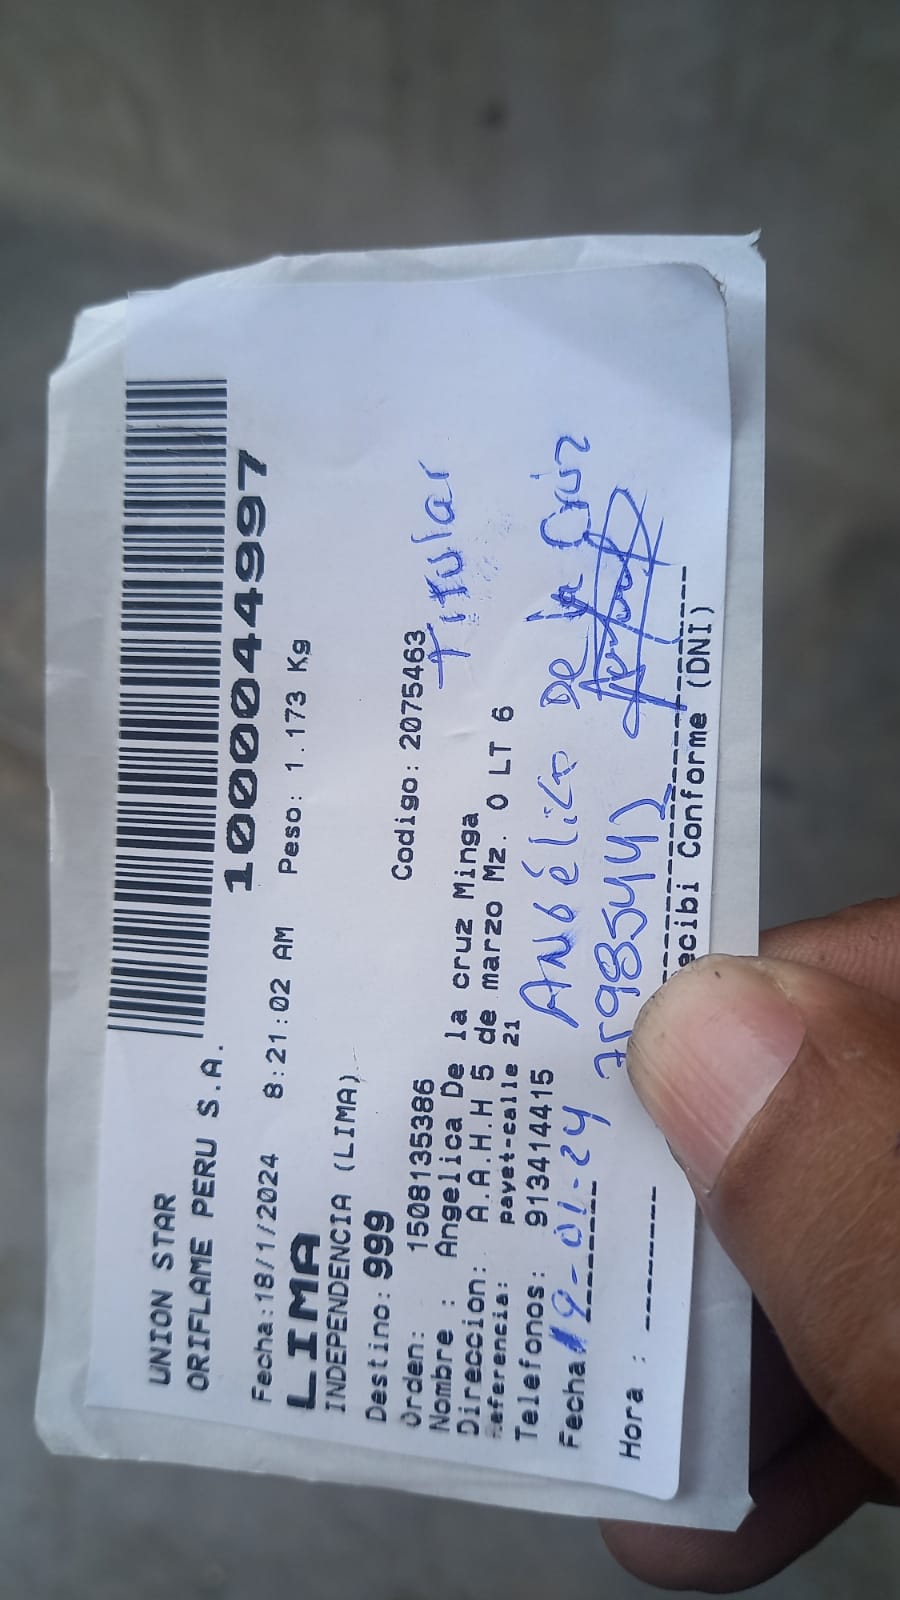 UNION STAR
ORIFLAME PERU S.A.
100044997
Fecha:18/1/2024 8:21:02 AM Peso: 1.173 Kg
LIMA
INDEPENDENCIA (LIMA)
Destino: 999
Codigo: 2075463
Orden: 1508135386
Titular
Nombre : Angelica De la cruz Minga
Direccion: A.A.H.H 5 de marzo Mz. O LT 6
Referencia: payet-calle 21
Telefonos: 913414415
Angélica De la Cruz
Fecha 19-01-24
Hora :
ecibi Conforme (DNI)